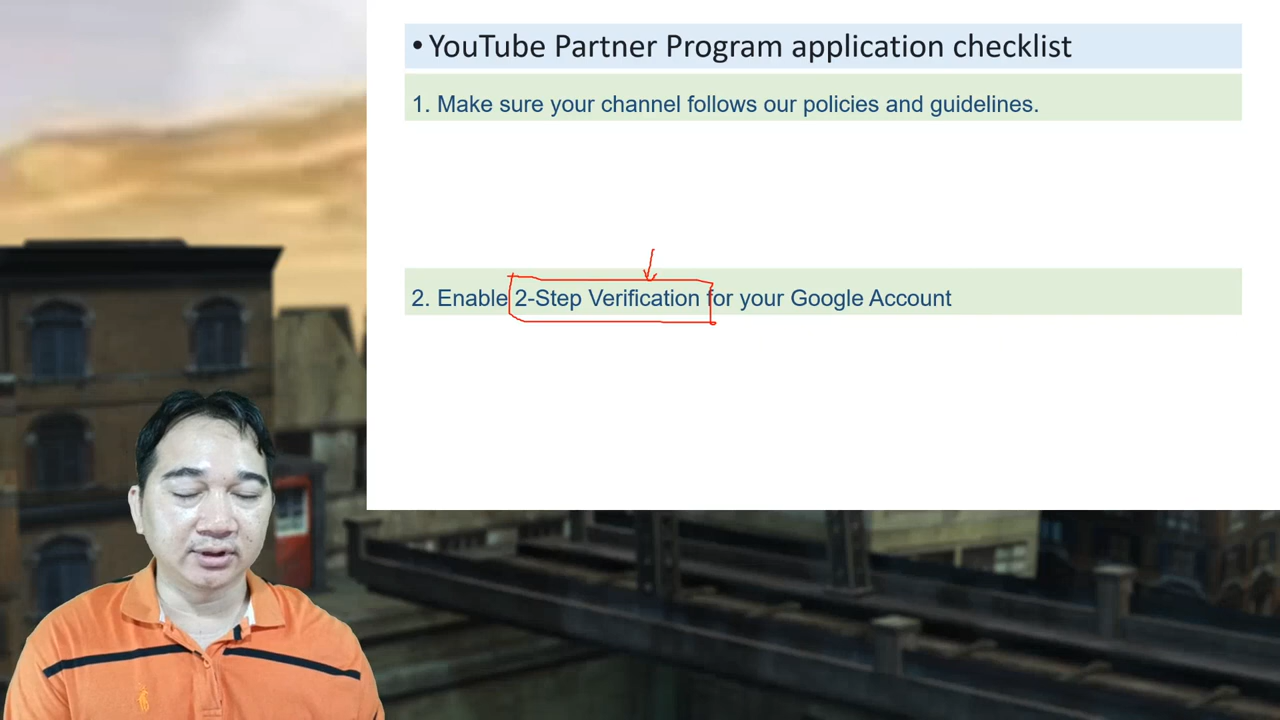 • YouTube Partner Program application checklist
1. Make sure your channel follows our policies and guidelines.
2. Enable 2-Step Verification for your Google Account